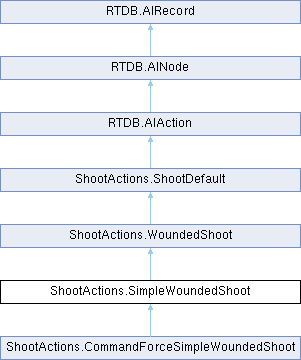 RTDB.AIRecord
RTDB.AINode
RTDB.AIAction
ShootActions.ShootDefault
ShootActions.WoundedShoot
ShootActions.SimpleWoundedShoot
ShootActions.CommandForceSimpleWoundedShoot